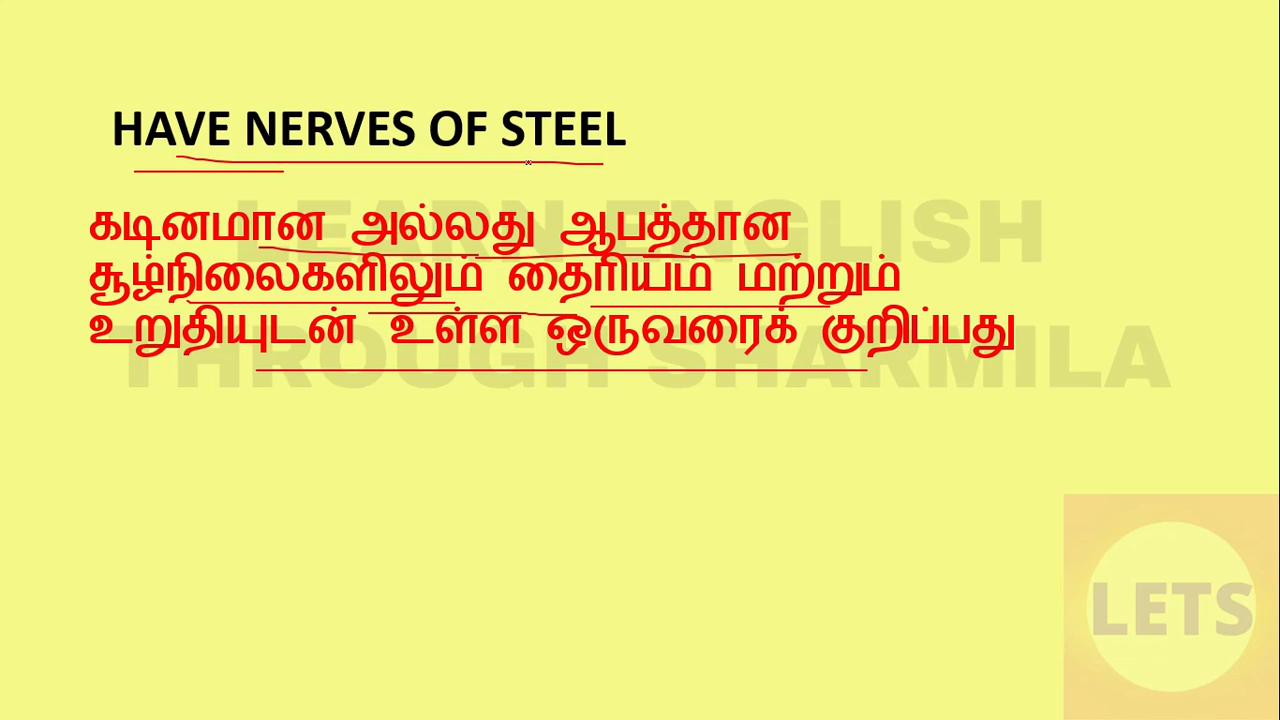 HAVE NERVES OF STEEL
கடினமான அல்லது ஆபத்தான
சூழ்நிலைகளிலும் தைரியம் மற்றும்
உறுதியுடன் உள்ள ஒருவரைக் குறிப்பது
LEARN ENGLISH
THROUGH SHARMILA
LETS